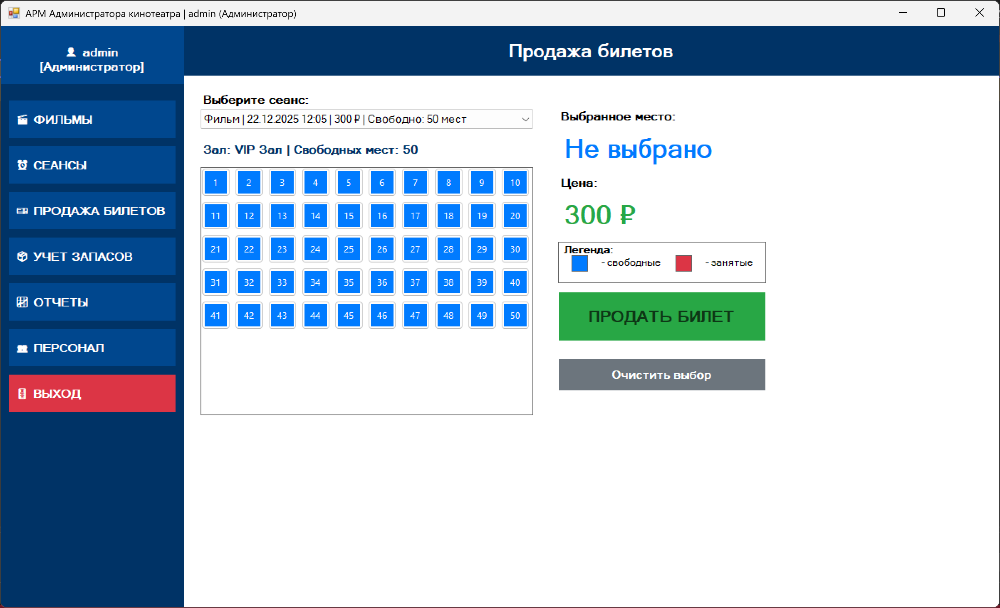 АРМ Администратора кинотеатра | admin (Администратор)
admin
[Администратор]
ФИЛЬМЫ
СЕАНСЫ
ПРОДАЖА БИЛЕТОВ
УЧЕТ ЗАПАСОВ
ОТЧЕТЫ
ПЕРСОНАЛ
ВЫХОД
Продажа билетов
Выберите сеанс:
Фильм | 22.12.2025 12:05 | 300 ₽ | Свободно: 50 мест
Зал: VIP Зал | Свободных мест: 50
1 2 3 4 5 6 7 8 9 10
11 12 13 14 15 16 17 18 19 20
21 22 23 24 25 26 27 28 29 30
31 32 33 34 35 36 37 38 39 40
41 42 43 44 45 46 47 48 49 50
Выбранное место:
Не выбрано
Цена:
300 ₽
Легенда:
- свободные - занятые
ПРОДАТЬ БИЛЕТ
Очистить выбор